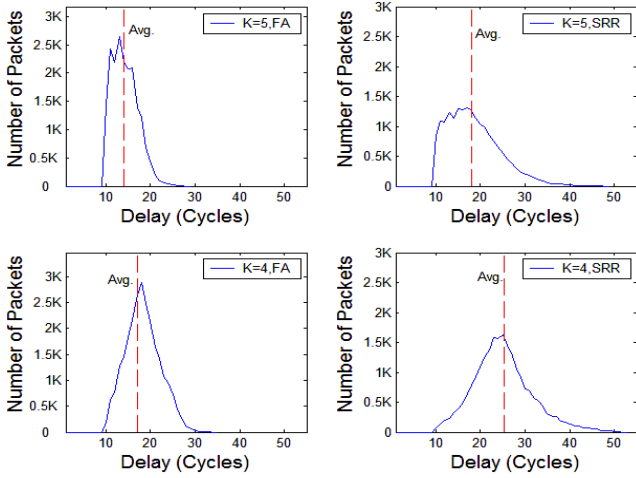 3K
2.5K
2K
1.5K
1K
0.5K
0
Number of Packets
Avg.
K=5,FA
10 20 30 40 50
Delay (Cycles)
3K
2.5K
2K
1.5K
1K
0.5K
0
Number of Packets
Avg.
K=5,SRR
10 20 30 40 50
Delay (Cycles)
3K
2.5K
2K
1.5K
1K
0.5K
0
Number of Packets
Avg.
K=4,FA
10 20 30 40 50
Delay (Cycles)
3K
2.5K
2K
1.5K
1K
0.5K
0
Number of Packets
Avg.
K=4,SRR
10 20 30 40 50
Delay (Cycles)